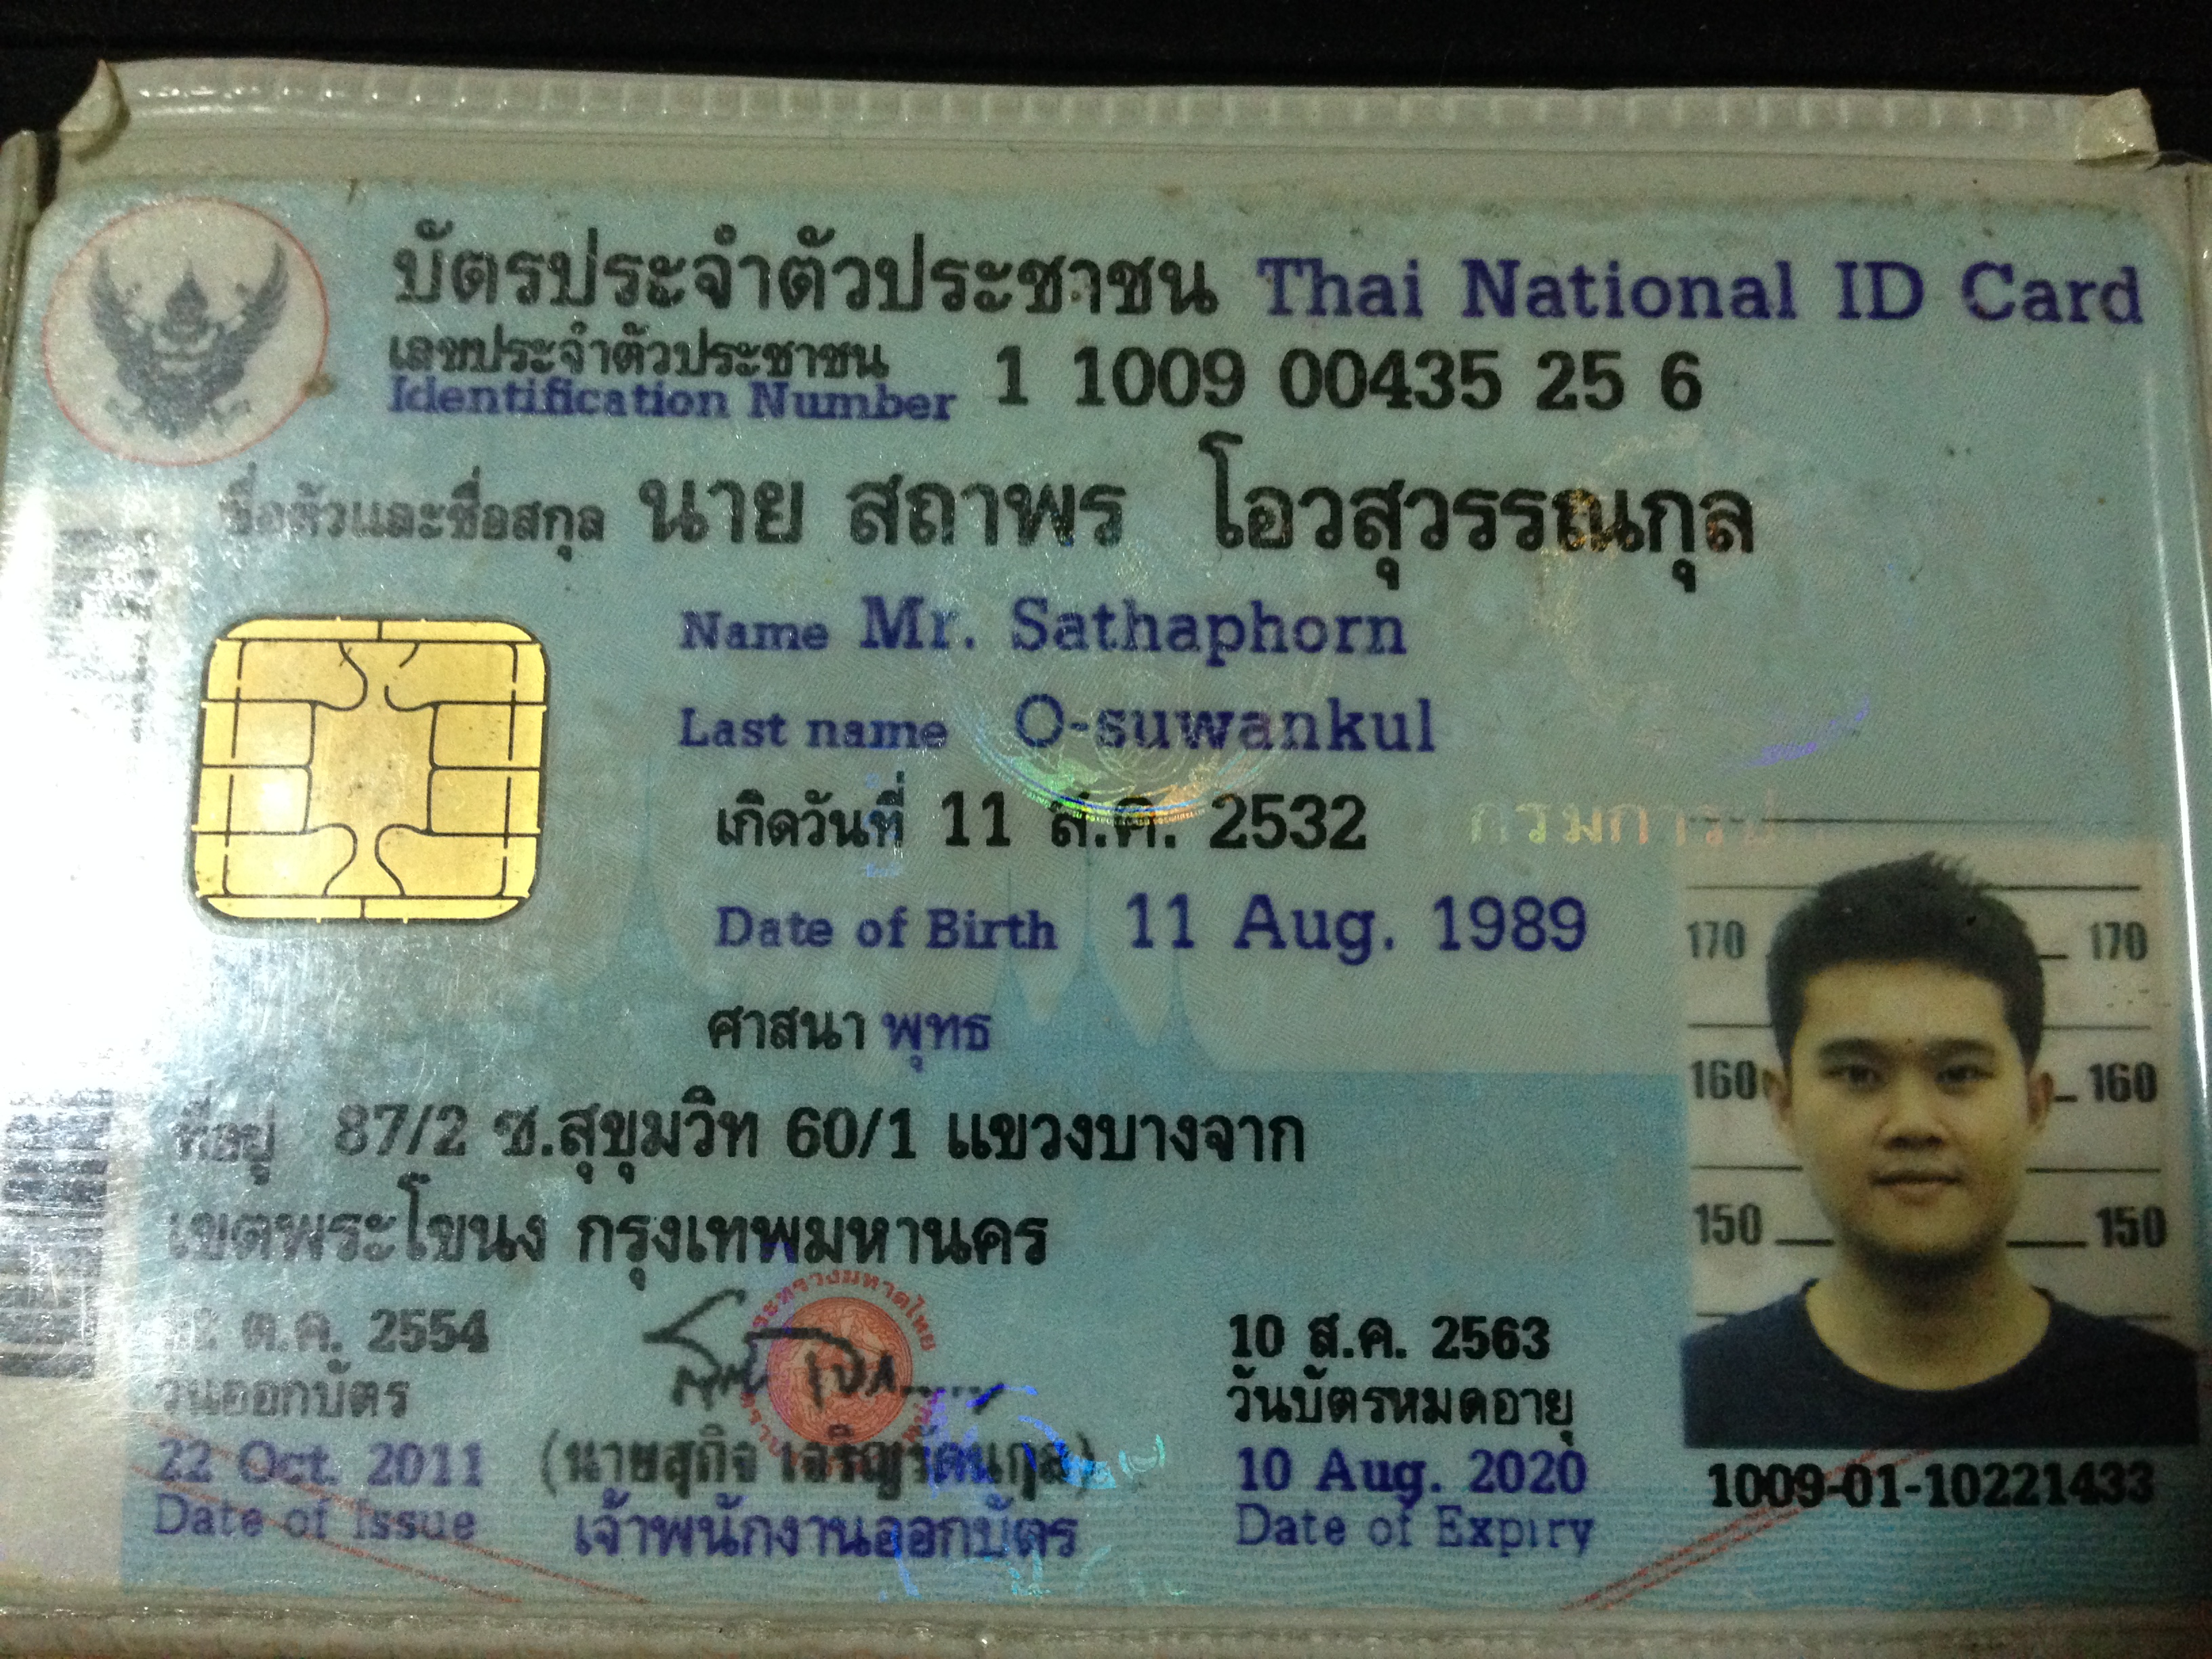 บัตรประจำตัวประชาชน Thai National ID Card
เลขประจำตัวประชาชน
Identification Number 1 1009 00435 25 6
ชื่อตัวและชื่อสกุล นาย สถาพร โอวสุวรรณกุล
Name Mr. Sathaphorn
Last name O-suwankul
เกิดวันที่ 11 ส.ค. 2532
Date of Birth 11 Aug. 1989
ศาสนา พุทธ
ที่อยู่ 87/2 ซ.สุขุมวิท 60/1 แขวงบางจาก
เขตพระโขนง กรุงเทพมหานคร
170 170
160 160
150 150
ต.ค. 2554
วันออกบัตร
22 Oct. 2011
Date of Issue
(นายสุกิจ เจริญรัตนกุล)
เจ้าพนักงานออกบัตร
10 ส.ค. 2563
วันบัตรหมดอายุ
10 Aug. 2020
Date of Expiry
1009-01-10221433